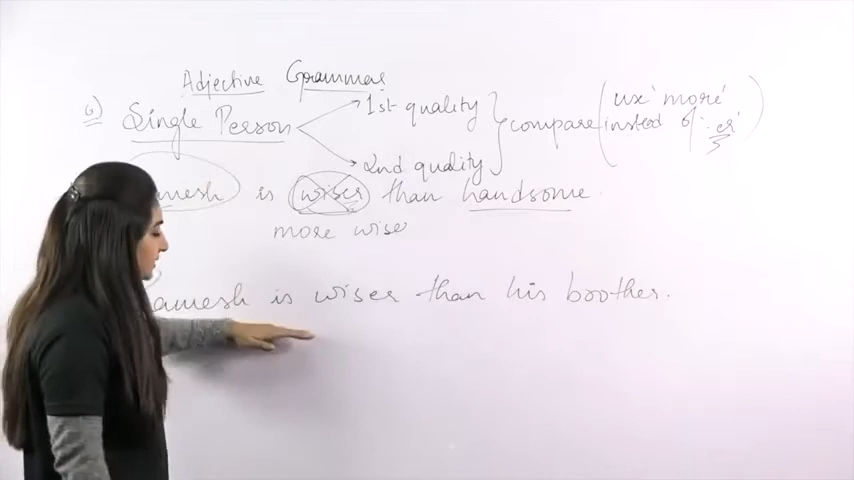 Adjective Grammar
6) Single Person 1st quality compare (use 'more' instead of 'er')
2nd quality
is wiser than handsome.
more wise
is wiser than his brother.